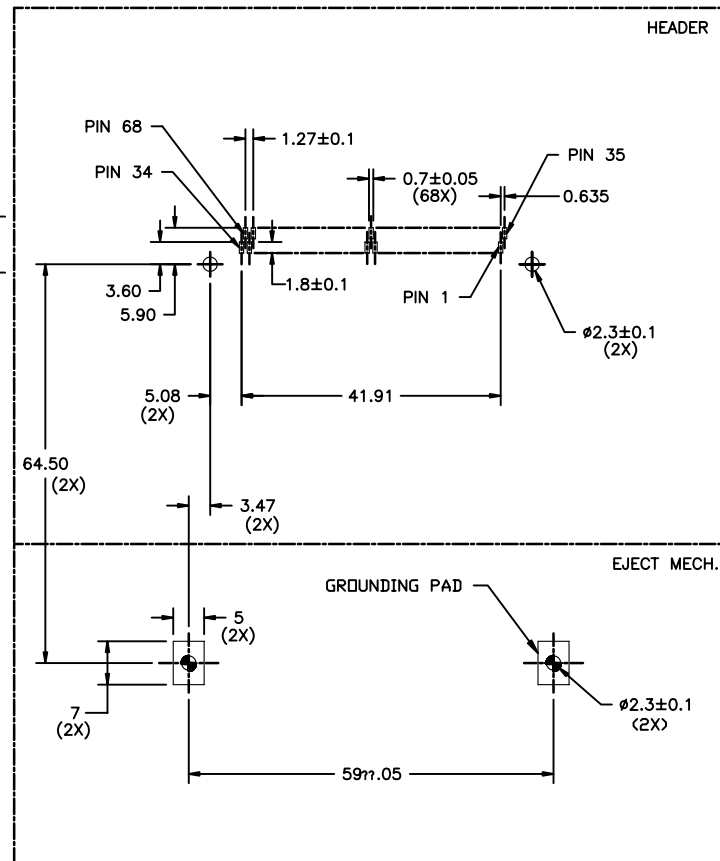 HEADER
PIN 68
1.27±0.1
PIN 34
0.7±0.05
(68X)
PIN 35
0.635
3.60
5.90
1.8±0.1
PIN 1
ø2.3±0.1
(2X)
5.08
(2X)
41.91
64.50
(2X)
3.47
(2X)
EJECT MECH.
GROUNDING PAD
5
(2X)
7
(2X)
ø2.3±0.1
(2X)
59??.05